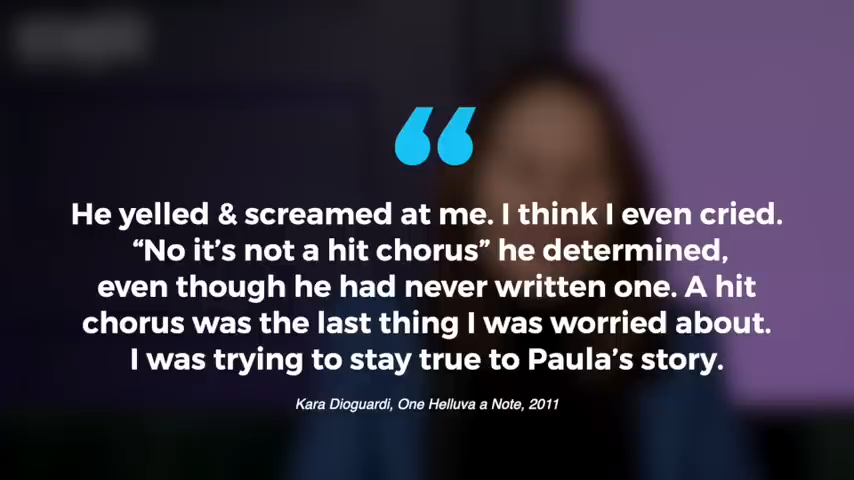 He yelled & screamed at me. I think I even cried.
“No it’s not a hit chorus” he determined,
even though he had never written one. A hit
chorus was the last thing I was worried about.
I was trying to stay true to Paula’s story.
Kara Dioguardi, One Helluva a Note, 2011